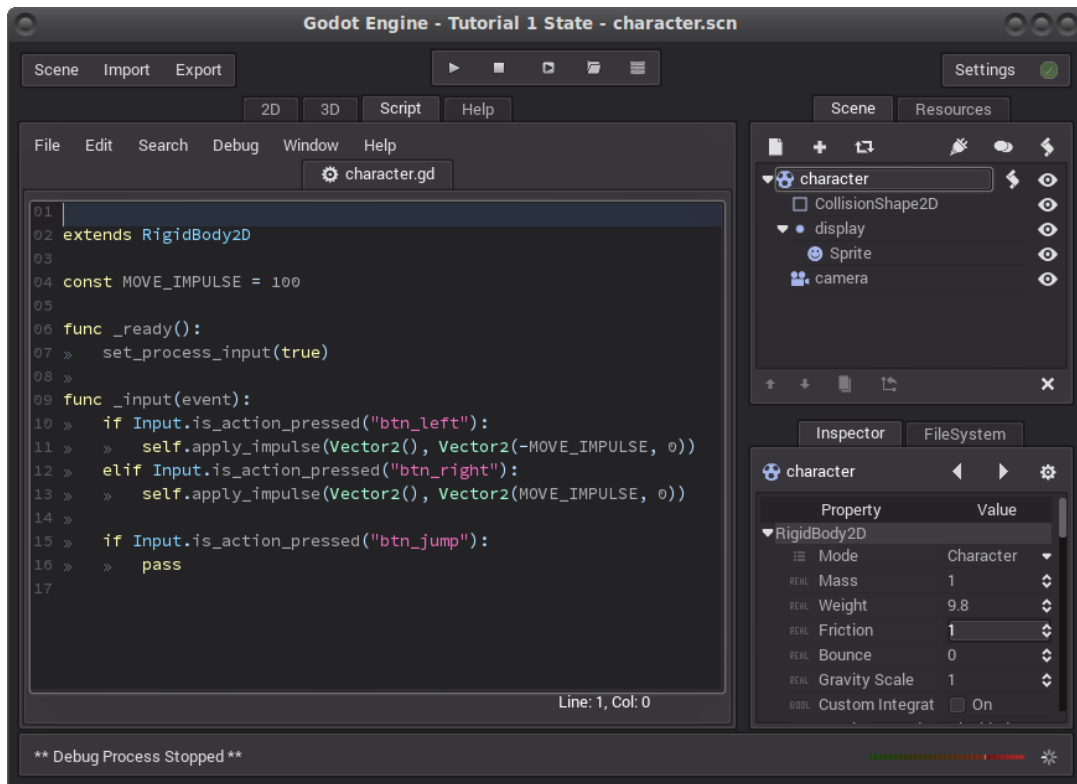 Godot Engine - Tutorial 1 State - character.scn
Scene Import Export
Settings
2D 3D Script Help
Scene Resources
File Edit Search Debug Window Help
character.gd
01
02 extends RigidBody2D
03
04 const MOVE_IMPULSE = 100
05
06 func _ready():
07 » set_process_input(true)
08 »
09 func _input(event):
10 » if Input.is_action_pressed("btn_left"):
11 » » self.apply_impulse(Vector2(), Vector2(-MOVE_IMPULSE, 0))
12 » elif Input.is_action_pressed("btn_right"):
13 » » self.apply_impulse(Vector2(), Vector2(MOVE_IMPULSE, 0))
14 »
15 » if Input.is_action_pressed("btn_jump"):
16 » » pass
17
Line: 1, Col: 0
character
CollisionShape2D
display
Sprite
camera
Inspector FileSystem
character
Property Value
RigidBody2D
Mode Character
REAL Mass 1
REAL Weight 9.8
REAL Friction 1
REAL Bounce 0
REAL Gravity Scale 1
BOOL Custom Integrat On
** Debug Process Stopped **